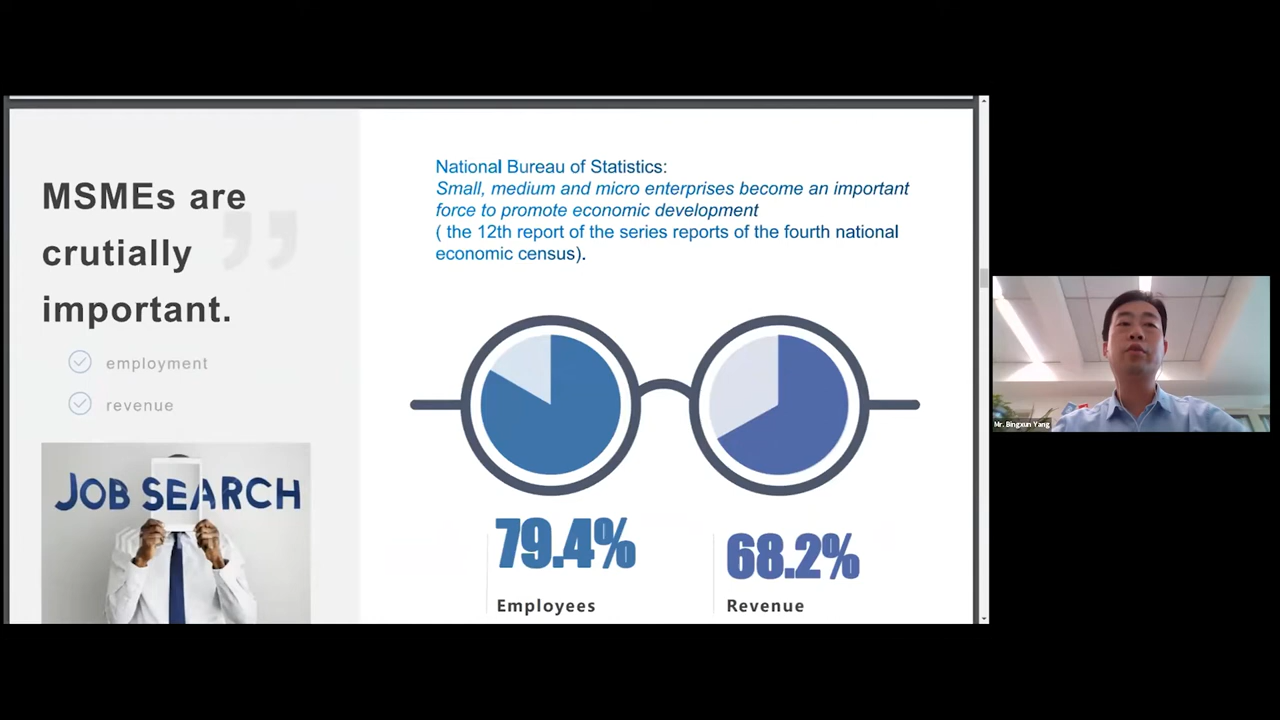 MSMEs are
crutially
important.
employment
revenue
JOB SEARCH
National Bureau of Statistics:
Small, medium and micro enterprises become an important
force to promote economic development
( the 12th report of the series reports of the fourth national
economic census).
79.4%
Employees
68.2%
Revenue
Mr. Bingxun Yang